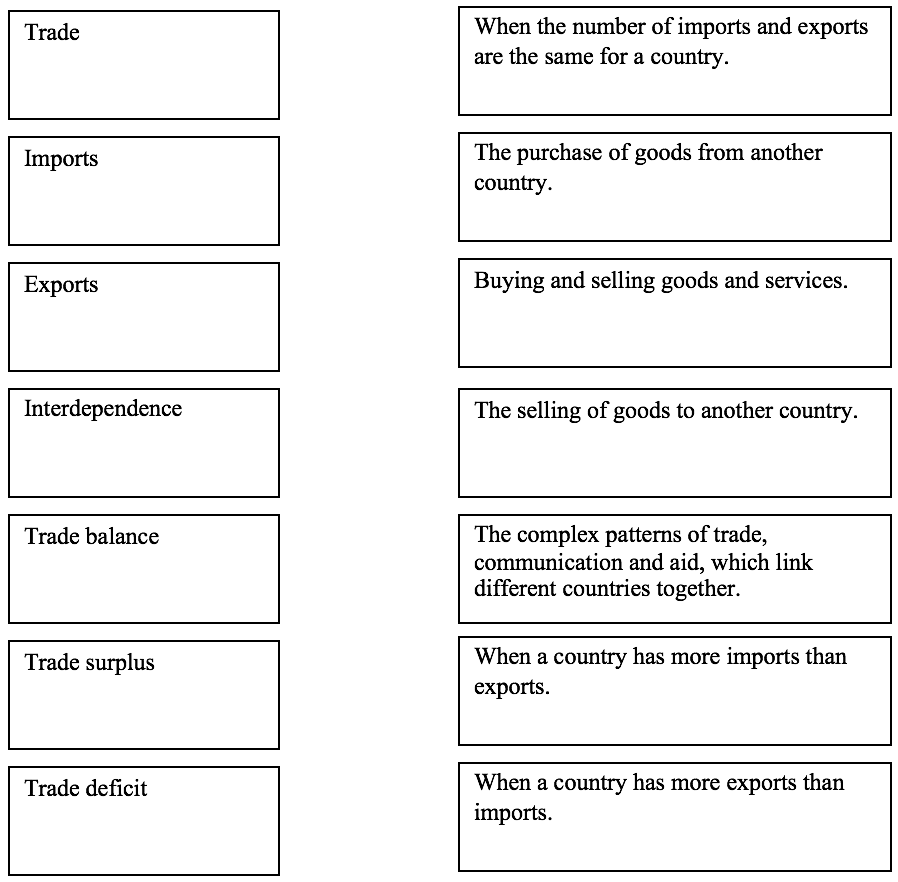 Trade
When the number of imports and exports
are the same for a country.
Imports
The purchase of goods from another
country.
Exports
Buying and selling goods and services.
Interdependence
The selling of goods to another country.
Trade balance
The complex patterns of trade,
communication and aid, which link
different countries together.
Trade surplus
When a country has more imports than
exports.
Trade deficit
When a country has more exports than
imports.